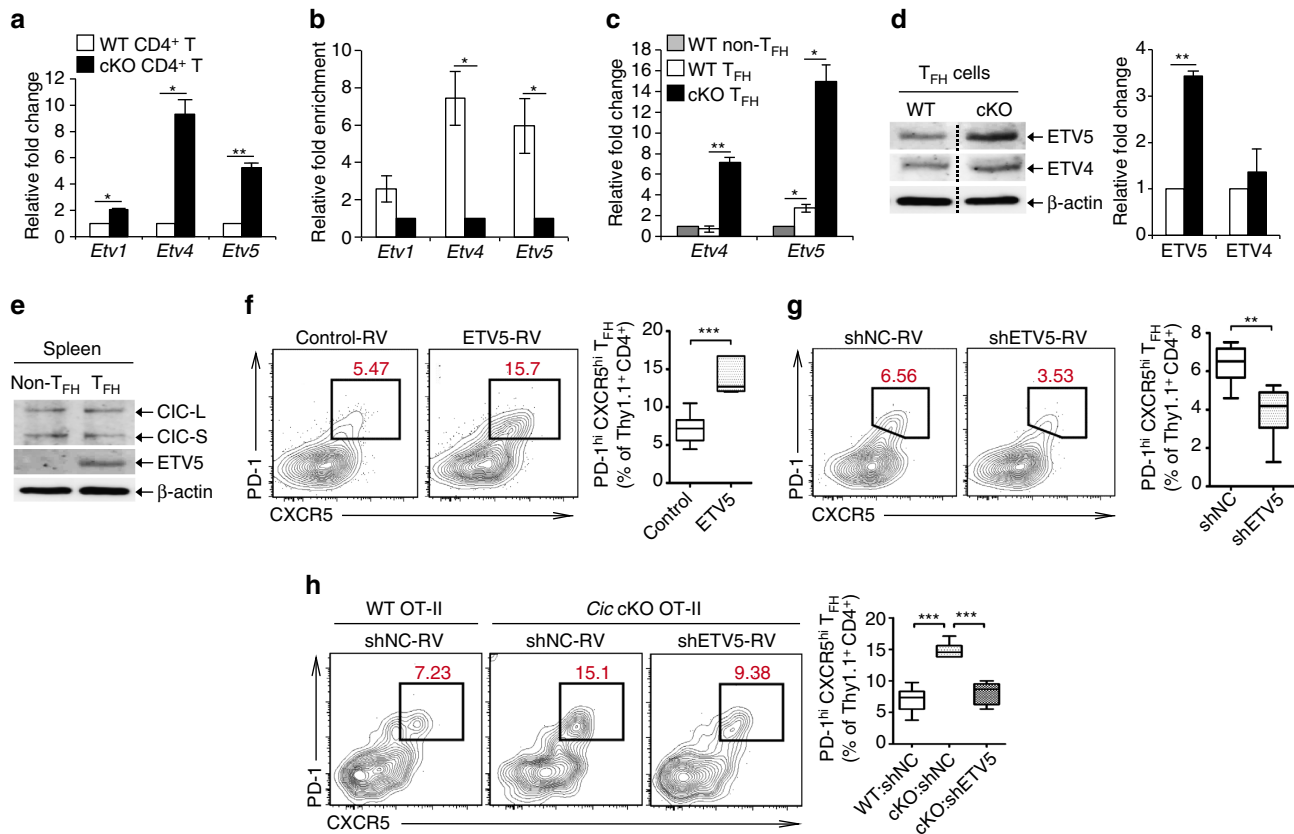 a
WT CD4+ T
cKO CD4+ T
Relative fold change
12
10
8
6
4
2
0
*
*
**
Etv1 Etv4 Etv5
b
Relative fold enrichment
10
8
6
4
2
0
*
*
Etv1 Etv4 Etv5
c
WT non-TFH
WT TFH
cKO TFH
Relative fold change
18
16
14
12
10
8
6
4
2
0
**
*
*
Etv4 Etv5
d
TFH cells
WT cKO
ETV5
ETV4
β-actin
Relative fold change
4
3
2
1
0
**
ETV5 ETV4
e
Spleen
Non-TFH TFH
CIC-L
CIC-S
ETV5
β-actin
f
Control-RV ETV5-RV
5.47 15.7
PD-1
CXCR5
PD-1hi CXCR5hi TFH
(% of Thy1.1+ CD4+)
20
15
10
5
0
***
Control ETV5
g
shNC-RV shETV5-RV
6.56 3.53
PD-1
CXCR5
PD-1hi CXCR5hi TFH
(% of Thy1.1+ CD4+)
8
6
4
2
0
**
shNC shETV5
h
WT OT-II Cic cKO OT-II
shNC-RV shNC-RV shETV5-RV
7.23 15.1 9.38
PD-1
CXCR5
PD-1hi CXCR5hi TFH
(% of Thy1.1+ CD4+)
20
15
10
5
0
*** ***
WT:shNC cKO:shNC cKO:shETV5